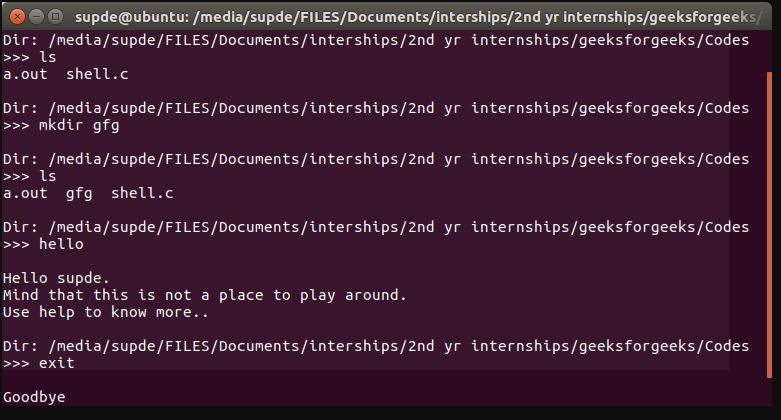 supde@ubuntu: /media/supde/FILES/Documents/interships/2nd yr internships/geeksforgeeks/
Dir: /media/supde/FILES/Documents/interships/2nd yr internships/geeksforgeeks/Codes
>>> ls
a.out  shell.c
Dir: /media/supde/FILES/Documents/interships/2nd yr internships/geeksforgeeks/Codes
>>> mkdir gfg
Dir: /media/supde/FILES/Documents/interships/2nd yr internships/geeksforgeeks/Codes
>>> ls
a.out  gfg  shell.c
Dir: /media/supde/FILES/Documents/interships/2nd yr internships/geeksforgeeks/Codes
>>> hello
Hello supde.
Mind that this is not a place to play around.
Use help to know more..
Dir: /media/supde/FILES/Documents/interships/2nd yr internships/geeksforgeeks/Codes
>>> exit
Goodbye